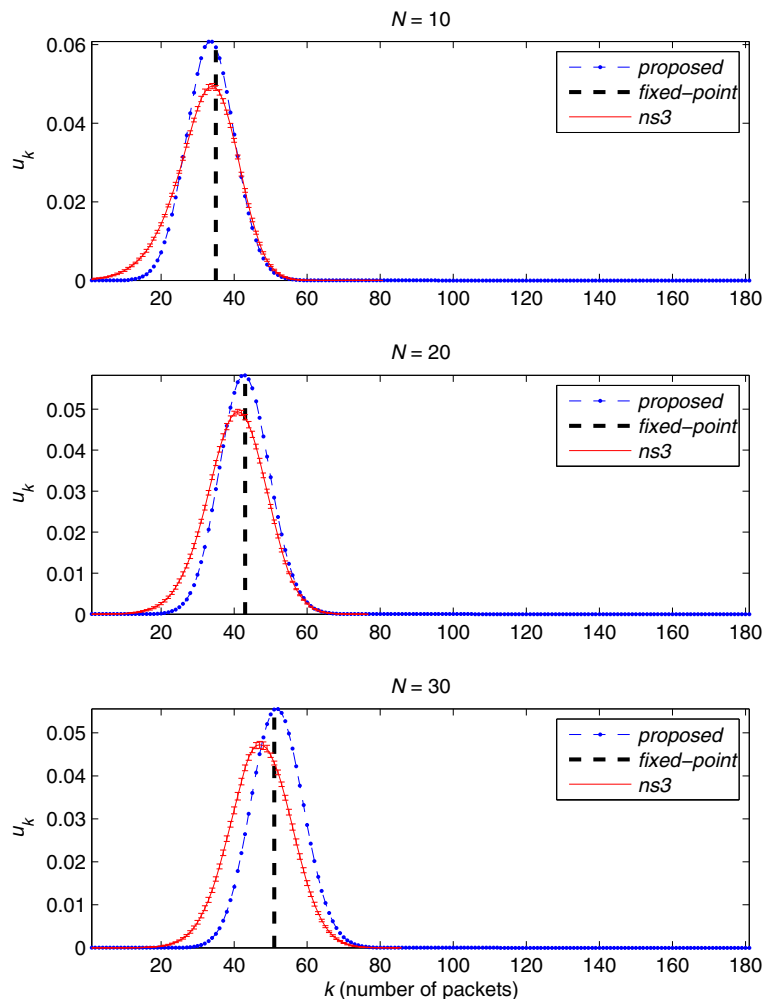 N = 10
0.06
0.04
0.02
0
u_k
proposed
fixed-point
ns3
20 40 60 80 100 120 140 160 180
N = 20
0.05
0.04
0.03
0.02
0.01
0
u_k
proposed
fixed-point
ns3
20 40 60 80 100 120 140 160 180
N = 30
0.05
0.04
0.03
0.02
0.01
0
u_k
proposed
fixed-point
ns3
20 40 60 80 100 120 140 160 180
k (number of packets)